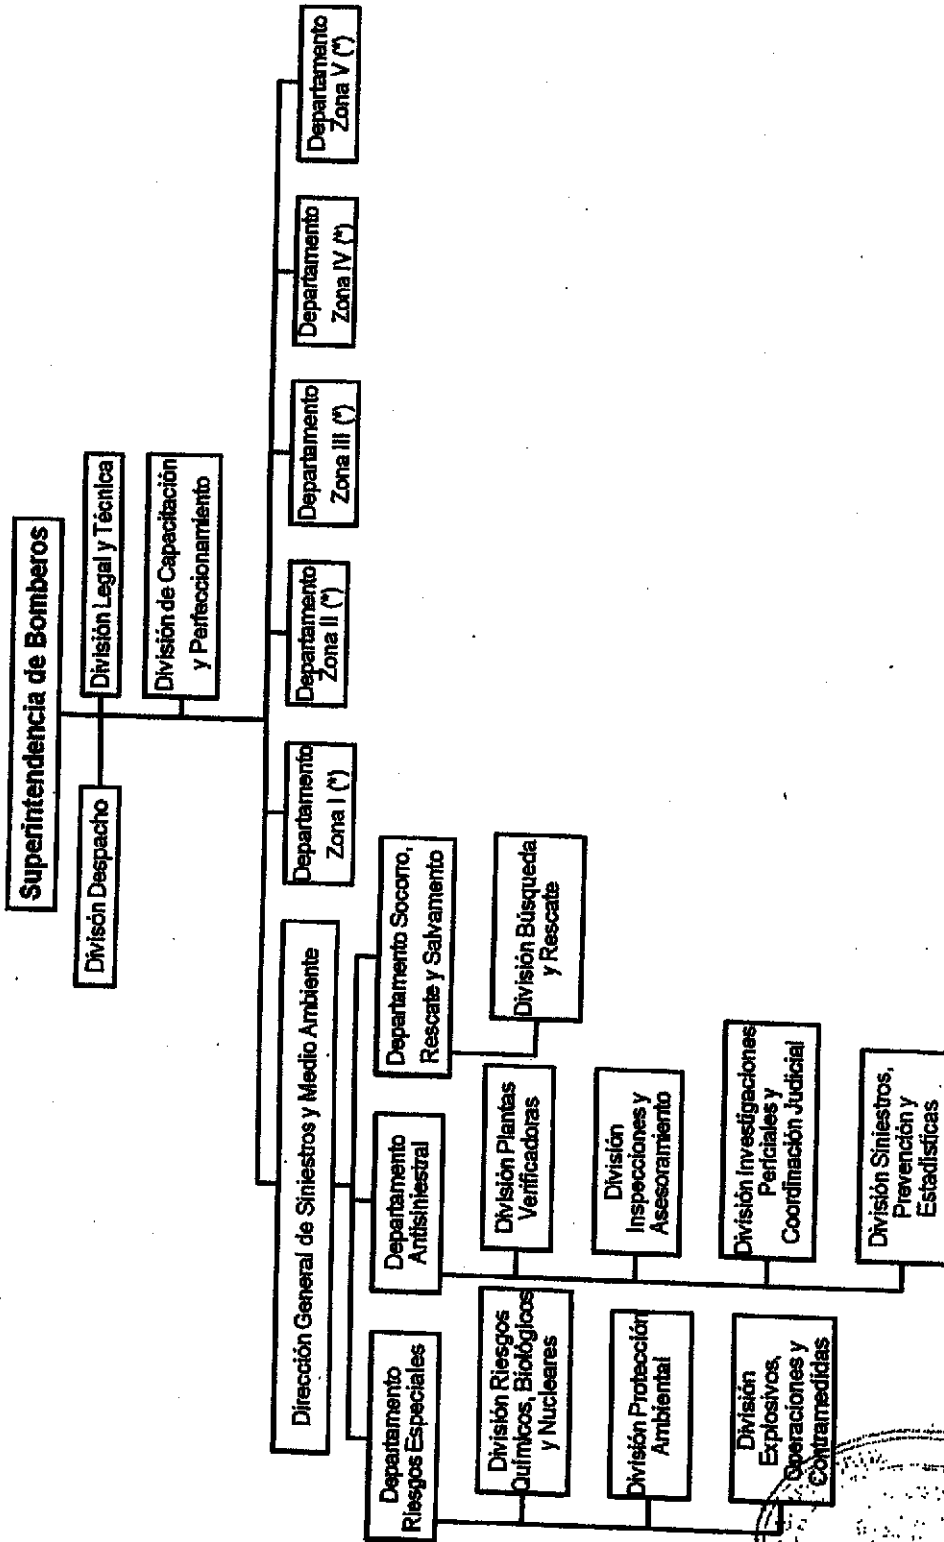 Superintendencia de Bomberos
Divisón Despacho
División Legal y Técnica
División de Capacitación
y Perfeccionamiento
Dirección General de Siniestros y Medio Ambiente
Departamento
Zona I (*)
Departamento
Zona II (*)
Departamento
Zona III (*)
Departamento
Zona IV (*)
Departamento
Zona V (*)
Departamento
Riesgos Especiales
Departamento
Antisiniestral
Departamento Socorro,
Rescate y Salvamento
División Riesgos
Químicos, Biológicos
y Nucleares
División Protección
Ambiental
División
Explosivos,
Operaciones y
Contramedidas
División Plantas
Verificadoras
División
Inspecciones y
Asesoramiento
División Investigaciones
Periciales y
Coordinación Judicial
División Siniestros,
Prevención y
Estadísticas
División Búsqueda
y Rescate